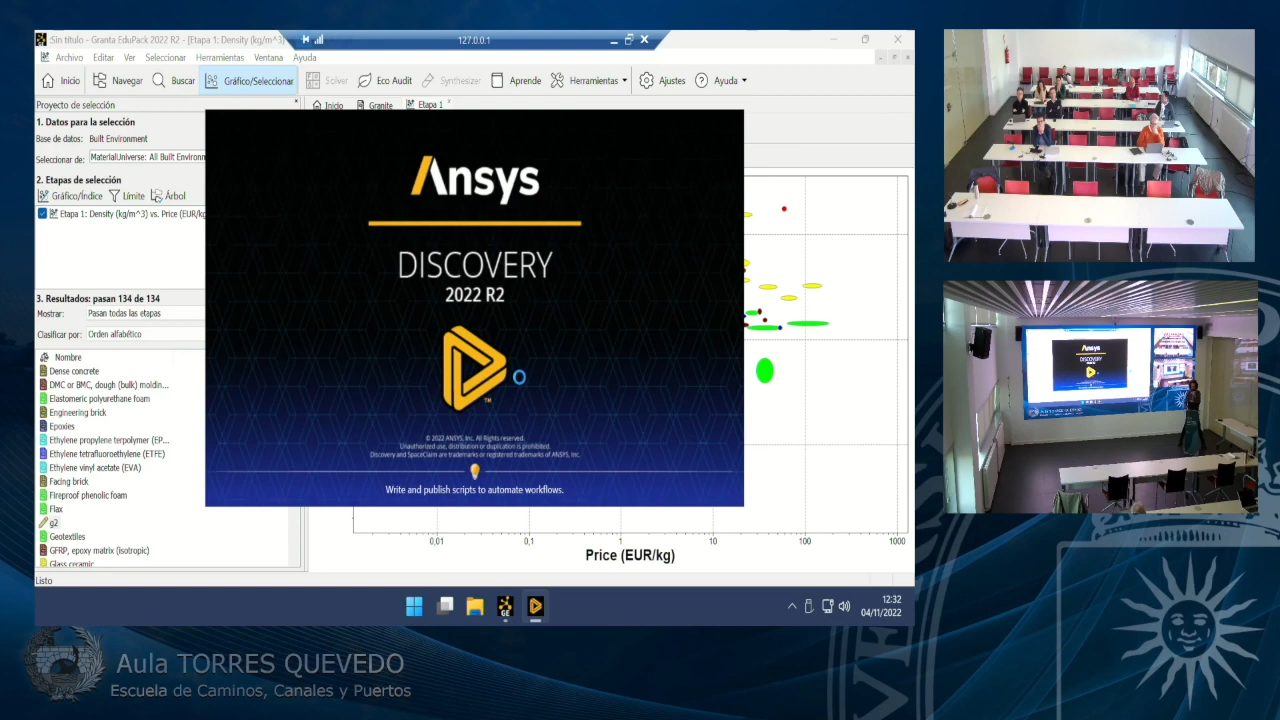 Sin título - Granta EduPack 2022 R2 - [Etapa 1: Density (kg/m^3)
127.0.0.1
Archivo Editar Ver Seleccionar Herramientas Ventana Ayuda
Inicio Navegar Buscar Gráfico/Seleccionar Solver Eco Audit Synthesizer Aprende Herramientas Ajustes Ayuda
Proyecto de selección
Inicio Granite Etapa 1
1. Datos para la selección
Base de datos: Built Environment
Seleccionar de: MaterialUniverse: All Built Environm
2. Etapas de selección
Gráfico/Índice Límite Árbol
Etapa 1: Density (kg/m^3) vs. Price (EUR/kg
3. Resultados: pasan 134 de 134
Mostrar: Pasan todas las etapas
Clasificar por: Orden alfabético
Nombre
Dense concrete
DMC or BMC, dough (bulk) moldin...
Elastomeric polyurethane foam
Engineering brick
Epoxies
Ethylene propylene terpolymer (EP...
Ethylene tetrafluoroethylene (ETFE)
Ethylene vinyl acetate (EVA)
Facing brick
Fireproof phenolic foam
Flax
g2
Geotextiles
GFRP, epoxy matrix (isotropic)
Glass ceramic
Listo
Ansys
DISCOVERY
2022 R2
TM
© 2022 ANSYS, Inc. All Rights reserved.
Unauthorized use, distribution or duplication is prohibited.
Discovery and SpaceClaim are trademarks or registered trademarks of ANSYS, Inc.
Write and publish scripts to automate workflows.
0,01 0,1 1 10 100 1000
Price (EUR/kg)
GE
12:32
04/11/2022
Aula TORRES QUEVEDO
Escuela de Caminos, Canales y Puertos
Ansys
DISCOVERY